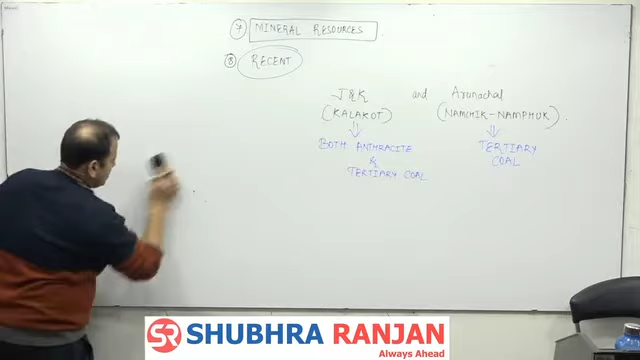 ⑦ MINERAL RESOURCES
⑧ RECENT
J&K and Arunachal
(KALAKOT) (NAMCHIK-NAMPHUK).
BOTH ANTHRACITE
&
TERTIARY COAL
TERTIARY
COAL
SR SHUBHRA RANJAN
Always Ahead